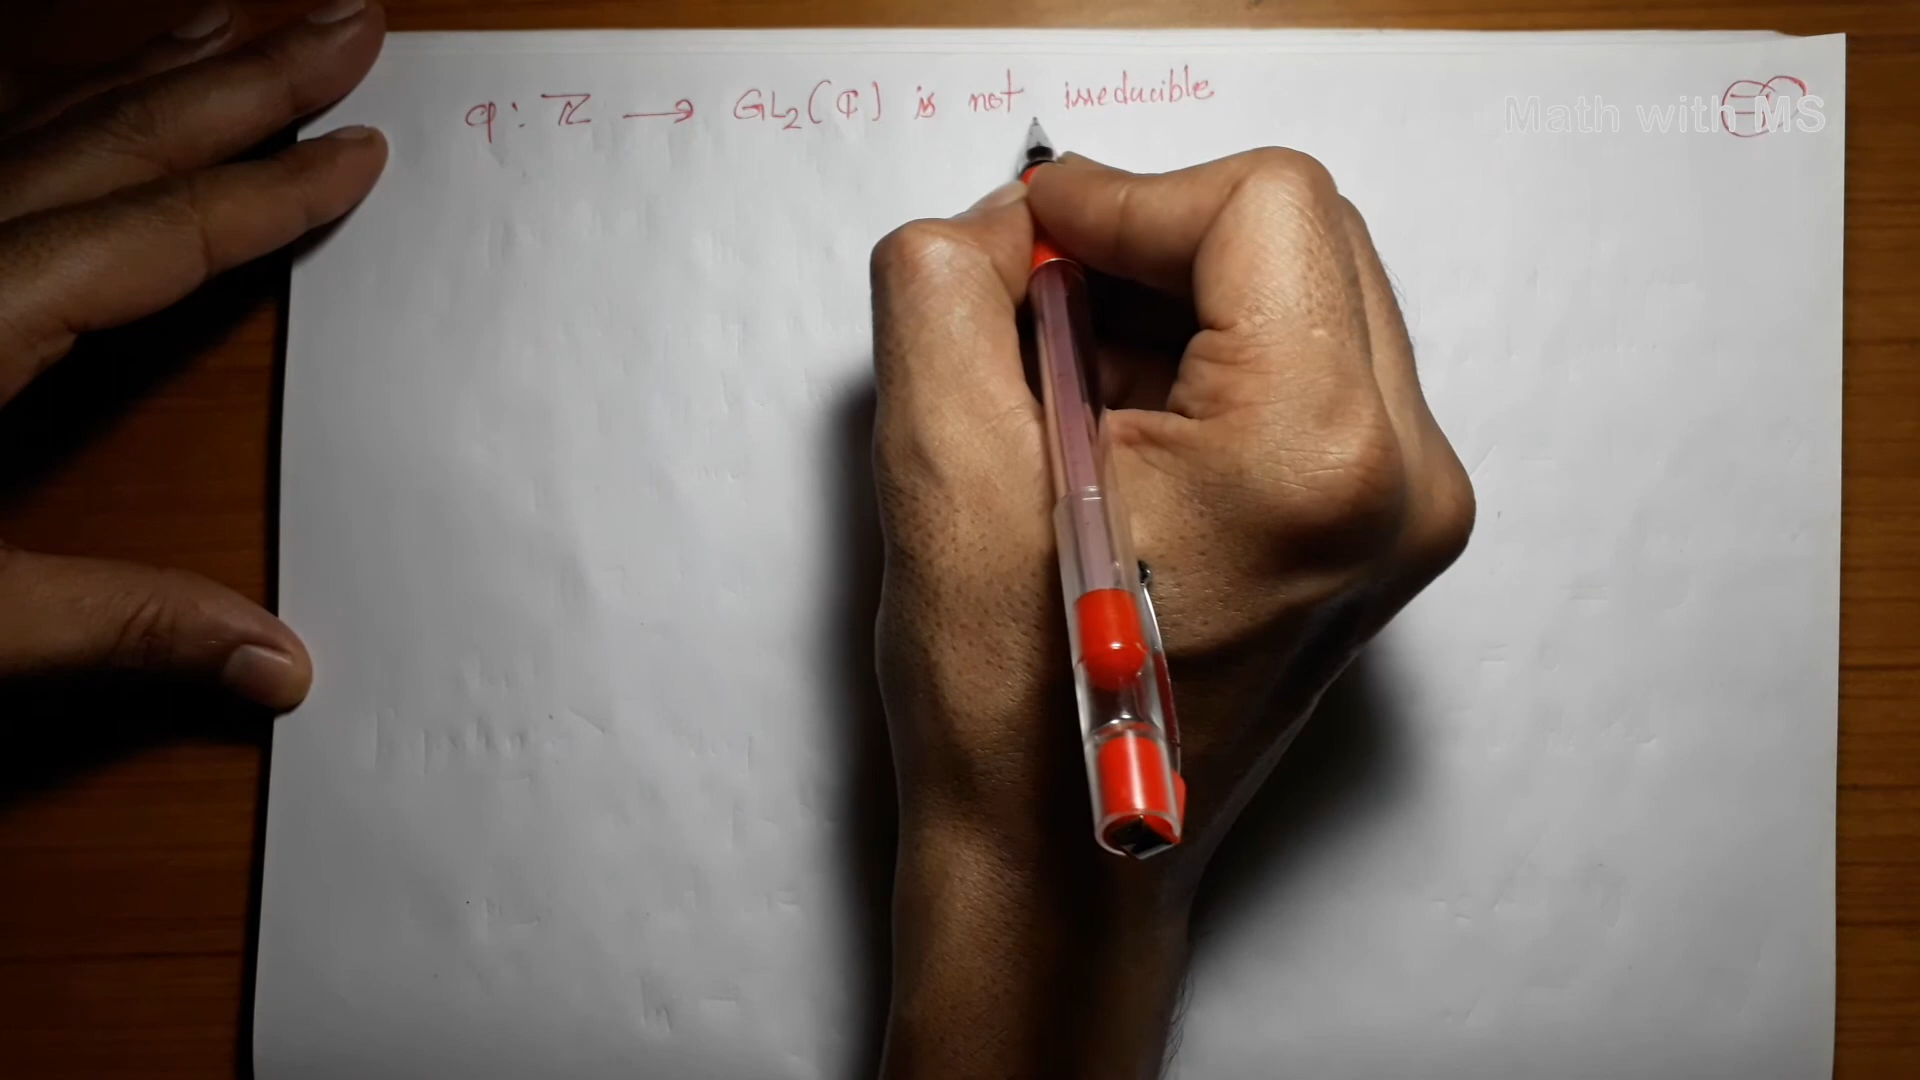 φ : ℤ → GL₂(ℂ) is not irreducible
Math with MS